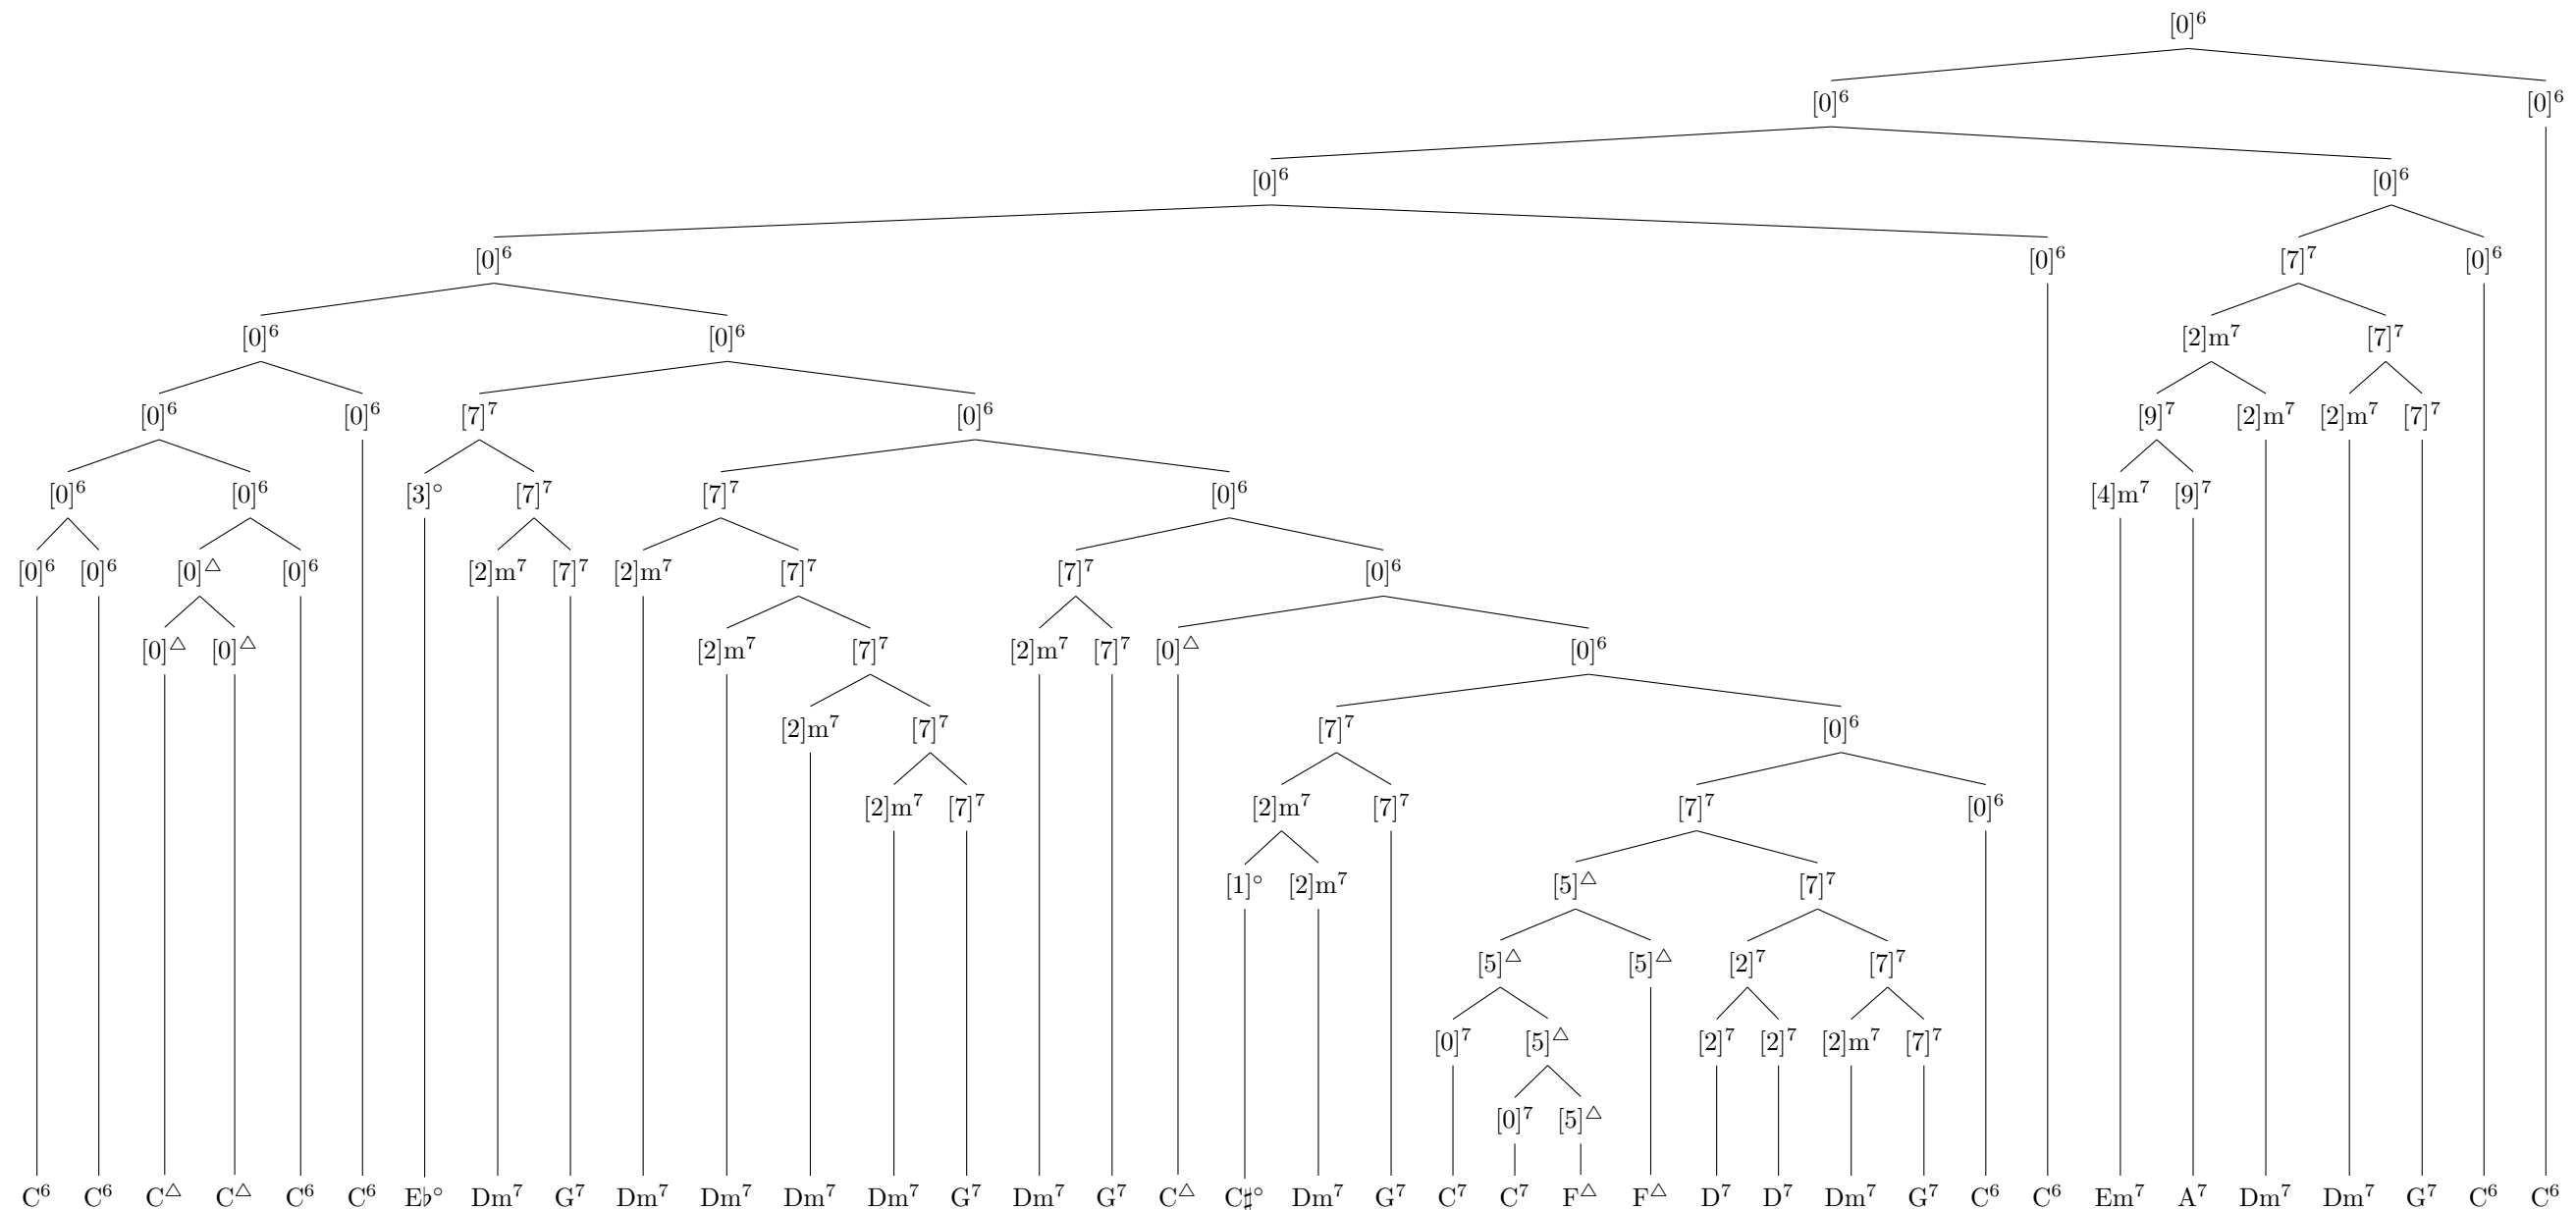 [0]⁶
[0]⁶ [0]⁶
[0]⁶ [0]⁶
[0]⁶ [0]⁶ [7]⁷ [0]⁶
[0]⁶ [0]⁶ [2]m⁷ [7]⁷
[0]⁶ [0]⁶ [7]⁷ [0]⁶ [9]⁷ [2]m⁷ [2]m⁷ [7]⁷
[0]⁶ [0]⁶ [3]° [7]⁷ [7]⁷ [0]⁶ [4]m⁷ [9]⁷
[0]⁶ [0]⁶ [0]△ [0]⁶ [2]m⁷ [7]⁷ [2]m⁷ [7]⁷ [7]⁷ [0]⁶
[0]△ [0]△ [2]m⁷ [7]⁷ [2]m⁷ [7]⁷ [0]△ [0]⁶
[2]m⁷ [7]⁷ [7]⁷ [0]⁶
[2]m⁷ [7]⁷ [2]m⁷ [7]⁷ [7]⁷ [0]⁶
[1]° [2]m⁷ [5]△ [7]⁷
[5]△ [5]△ [2]⁷ [7]⁷
[0]⁷ [5]△ [2]⁷ [2]⁷ [2]m⁷ [7]⁷
[0]⁷ [5]△
C⁶ C⁶ C△ C△ C⁶ C⁶ E♭° Dm⁷ G⁷ Dm⁷ Dm⁷ Dm⁷ Dm⁷ G⁷ Dm⁷ G⁷ C△ C♯° Dm⁷ G⁷ C⁷ C⁷ F△ F△ D⁷ D⁷ Dm⁷ G⁷ C⁶ C⁶ Em⁷ A⁷ Dm⁷ Dm⁷ G⁷ C⁶ C⁶